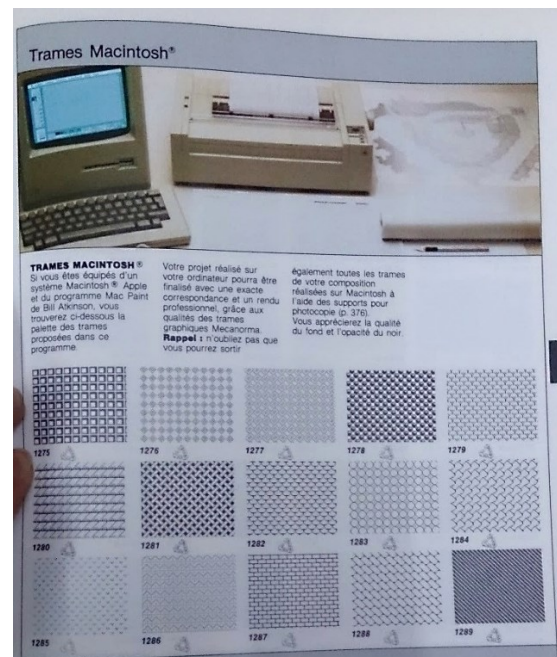 Trames Macintosh®
TRAMES MACINTOSH®
Si vous êtes équipés d'un
système Macintosh® Apple
et du programme Mac Paint
de Bill Atkinson, vous
trouverez ci-dessous la
palette des trames
proposées dans ce
programme.
Votre projet réalisé sur
votre ordinateur pourra être
finalisé avec une exacte
correspondance et un rendu
professionnel, grâce aux
qualités des trames
graphiques Mecanorma.
Rappel : n'oubliez pas que
vous pourrez sortir
également toutes les trames
de votre composition
réalisées sur Macintosh à
l'aide des supports pour
photocopie (p. 376).
Vous apprécierez la qualité
du fond et l'opacité du noir.
1275 1276 1277 1278 1279
1280 1281 1282 1283 1284
1285 1286 1287 1288 1289